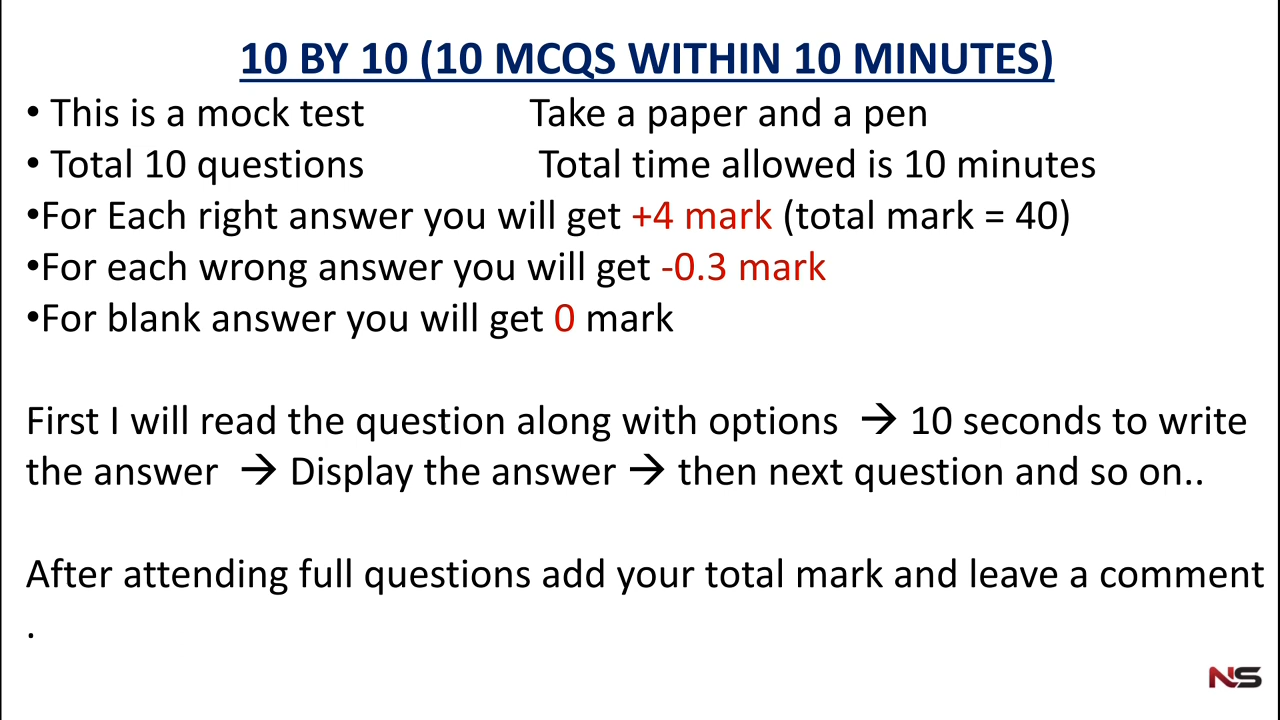 10 BY 10 (10 MCQS WITHIN 10 MINUTES)
• This is a mock test Take a paper and a pen
• Total 10 questions Total time allowed is 10 minutes
•For Each right answer you will get +4 mark (total mark = 40)
•For each wrong answer you will get -0.3 mark
•For blank answer you will get 0 mark
First I will read the question along with options → 10 seconds to write
the answer → Display the answer → then next question and so on..
After attending full questions add your total mark and leave a comment
.
NS